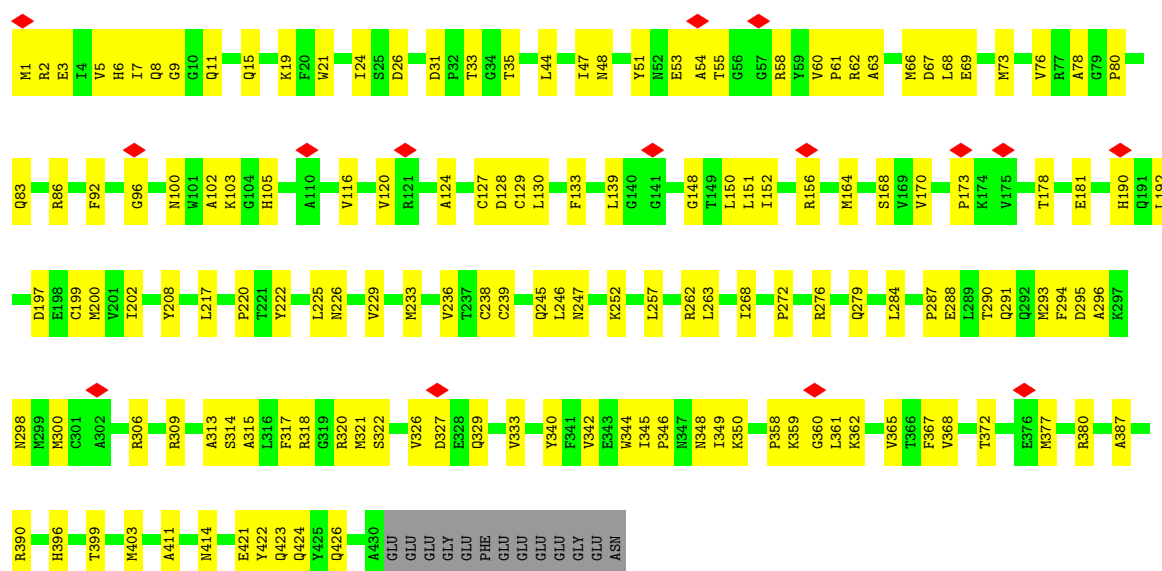 M1 R2 E3 I4 V5 H6 I7 Q8 G9 G10 Q11 Q15 K19 F20 W21 I24 S25 D26 D31 P32 T33 G34 T35 L44 I47 N48 Y51 N52 E53 A54 T55 G56 G57 R58 Y59 V60 P61 R62 A63 M66 D67 L68 E69 M73 V76 R77 A78 G79 P80
Q83 R86 F92 G96 N100 W101 A102 K103 G104 H105 A110 V116 V120 R121 A124 C127 D128 C129 L130 F133 L139 G140 G141 G148 T149 L150 L151 I152 R156 M164 S168 V169 V170 P173 K174 V175 T178 E181 H190 Q191 L192
D197 E198 C199 M200 V201 I202 Y208 L217 P220 T221 Y222 L225 N226 V229 M233 V236 T237 C238 C239 Q245 L246 N247 K252 L257 R262 L263 I268 P272 R276 Q279 L284 P287 E288 L289 T290 Q291 Q292 M293 F294 D295 A296 K297
N298 M299 M300 C301 A302 R306 R309 A313 S314 A315 L316 F317 R318 G319 R320 M321 S322 V326 D327 E328 Q329 V333 Y340 F341 V342 E343 W344 I345 P346 N347 N348 I349 K350 P358 K359 G360 L361 K362 V365 T366 F367 V368 T372 E376 M377 R380 A387
R390 H396 T399 M403 A411 N414 E421 Y422 Q423 Q424 Y425 Q426 A430 GLU GLU GLU GLY GLU PHE GLU GLU GLU GLU GLY GLU ASN